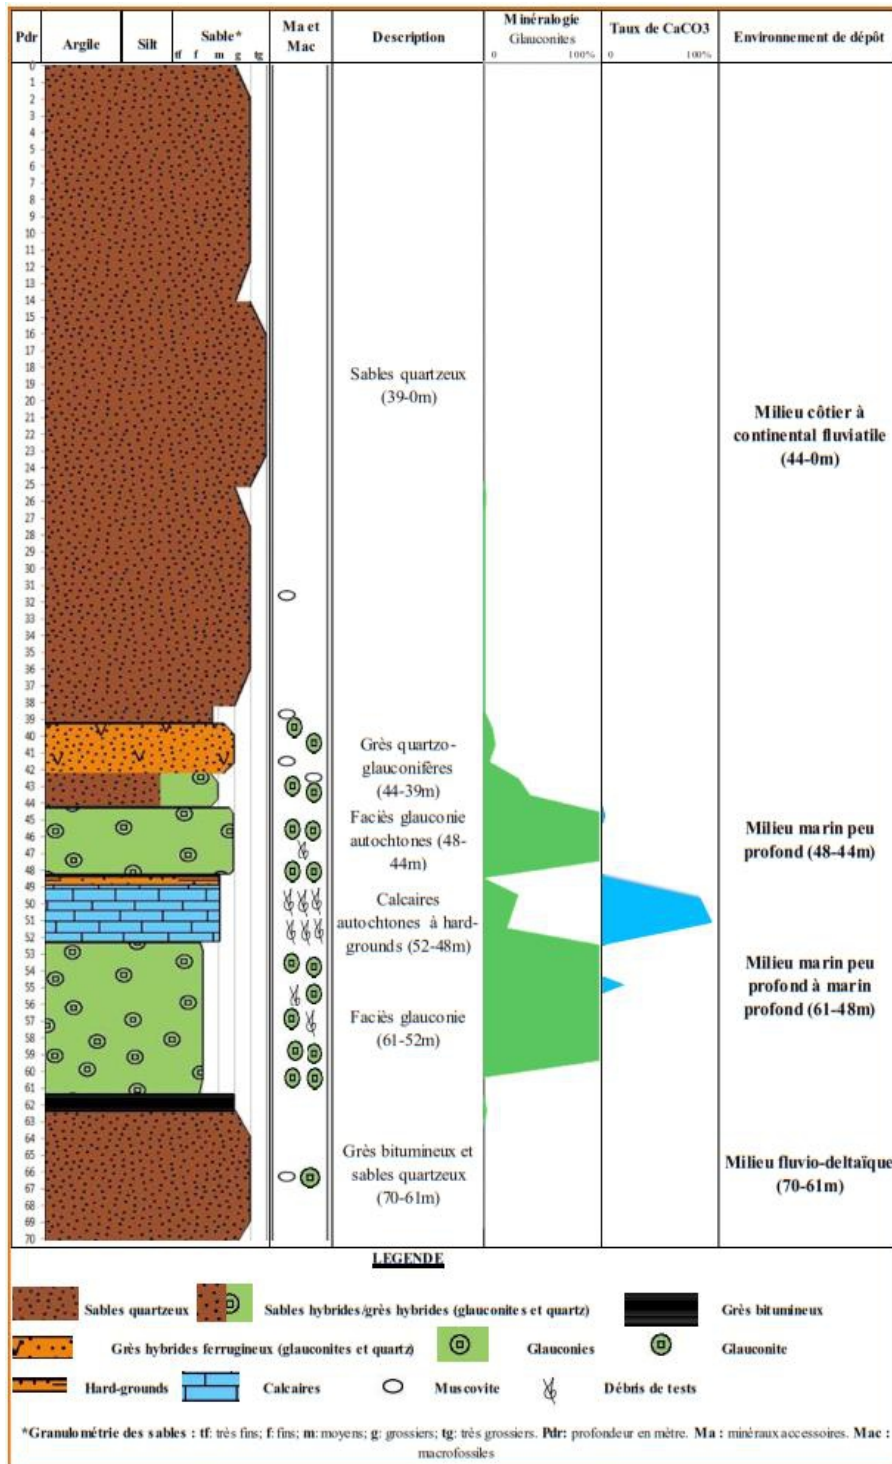 Pdr
Argile
Silt
Sable*
tf f m g tg
Ma et
Mac
Description
Minéralogie
Glauconites
0 100%
Taux de CaCO3
0 100%
Environnement de dépôt
0
1
2
3
4
5
6
7
8
9
10
11
12
13
14
15
16
17
18
19
20
21
22
23
24
25
26
27
28
29
30
31
32
33
34
35
36
37
38
39
40
41
42
43
44
45
46
47
48
49
50
51
52
53
54
55
56
57
58
59
60
61
62
63
64
65
66
67
68
69
70
Sables quartzeux
(39-0m)
Grès quartzo-
glauconifères
(44-39m)
Faciès glauconie
autochtones (48-
44m)
Calcaires
autochtones à hard-
grounds (52-48m)
Faciès glauconie
(61-52m)
Grès bitumineux et
sables quartzeux
(70-61m)
Milieu côtier à
continental fluviatile
(44-0m)
Milieu marin peu
profond (48-44m)
Milieu marin peu
profond à marin
profond (61-48m)
Milieu fluvio-deltaïque
(70-61m)
LEGENDE
Sables quartzeux
Sables hybrides/grès hybrides (glauconites et quartz)
Grès bitumineux
Grès hybrides ferrugineux (glauconites et quartz)
Glauconies
Glauconite
Hard-grounds
Calcaires
Muscovite
Débris de tests
*Granulométrie des sables : tf: très fins; f: fins; m: moyens; g: grossiers; tg: très grossiers. Pdr: profondeur en mètre. Ma : minéraux accessoires. Mac :
macrofossiles